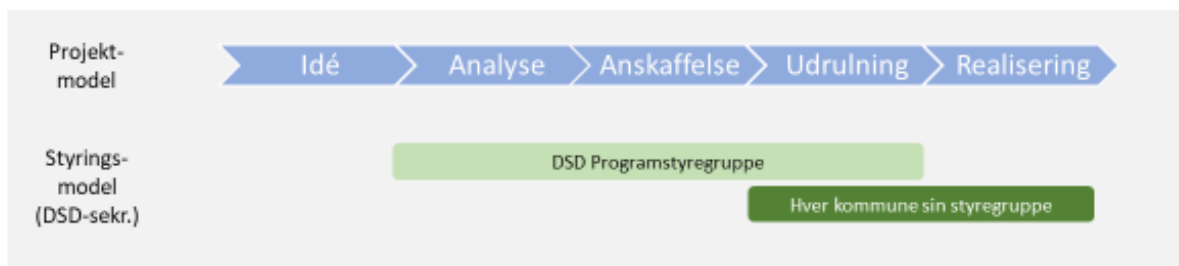 Projekt-
model
Idé
Analyse
Anskaffelse
Udrulning
Realisering
Styrings-
model
(DSD-sekr.)
DSD Programstyregruppe
Hver kommune sin styregruppe